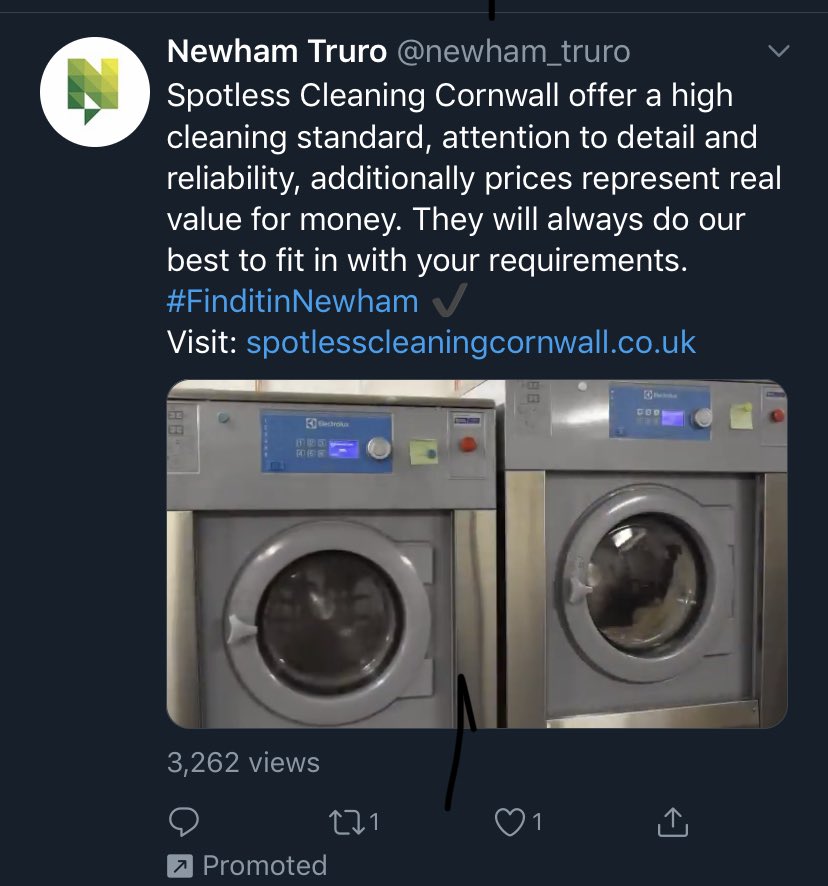 Newham Truro @newham_truro
Spotless Cleaning Cornwall offer a high
cleaning standard, attention to detail and
reliability, additionally prices represent real
value for money. They will always do our
best to fit in with your requirements.
#FinditinNewham ✔
Visit: spotlesscleaningcornwall.co.uk
Electrolux
Electrolux
3,262 views
1
1
Promoted